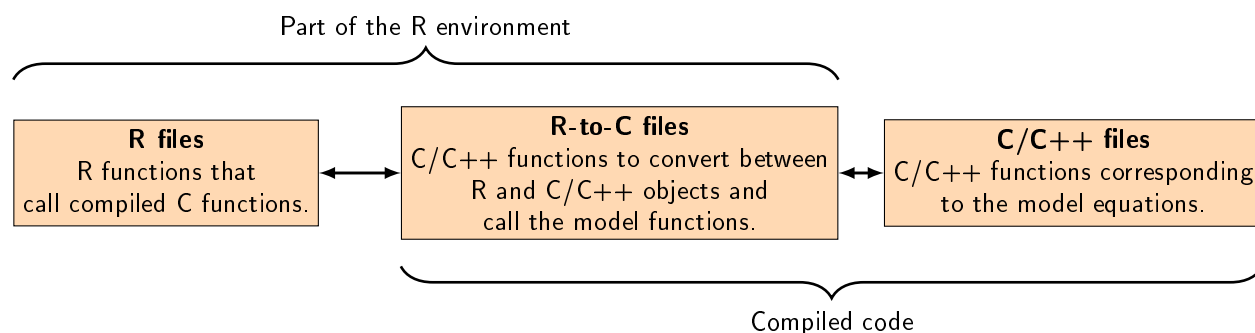 Part of the R environment
R files
R functions that
call compiled C functions.
R-to-C files
C/C++ functions to convert between
R and C/C++ objects and
call the model functions.
C/C++ files
C/C++ functions corresponding
to the model equations.
Compiled code